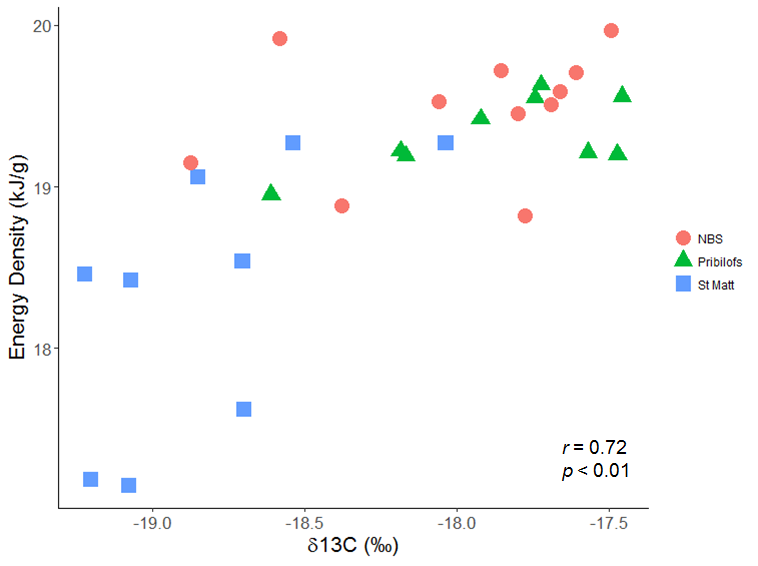 20
19
18
Energy Density (kJ/g)
-19.0
-18.5
-18.0
-17.5
δ13C (‰)
NBS
Pribilofs
St Matt
r = 0.72
p < 0.01